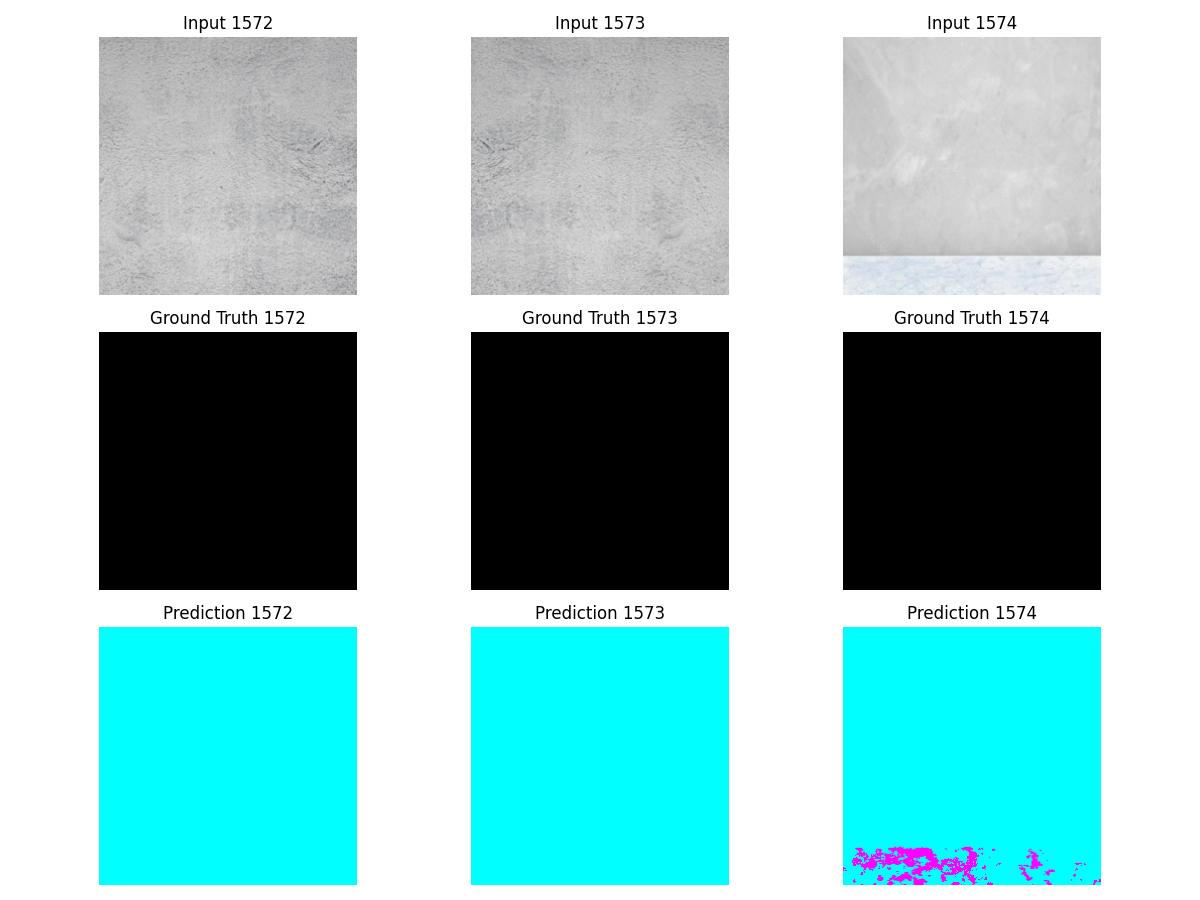 Input 1572
Input 1573
Input 1574
Ground Truth 1572
Ground Truth 1573
Ground Truth 1574
Prediction 1572
Prediction 1573
Prediction 1574